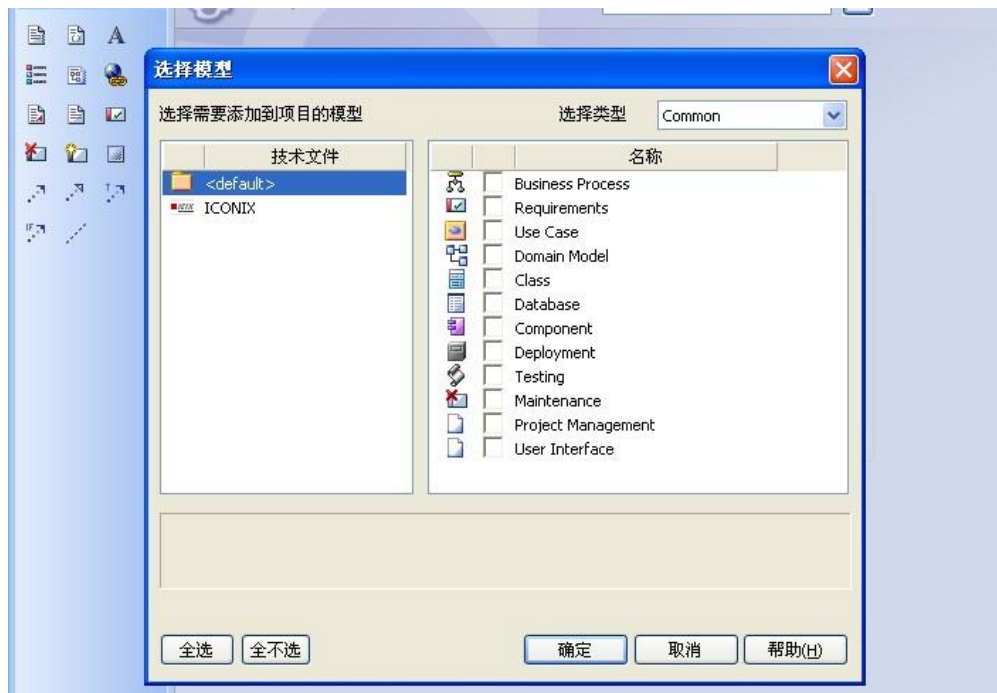 A
选择模型
选择需要添加到项目的模型
选择类型 Common
技术文件
名称
<default>
ICONIX
Business Process
Requirements
Use Case
Domain Model
Class
Database
Component
Deployment
Testing
Maintenance
Project Management
User Interface
全选 全不选 确定 取消 帮助(H)